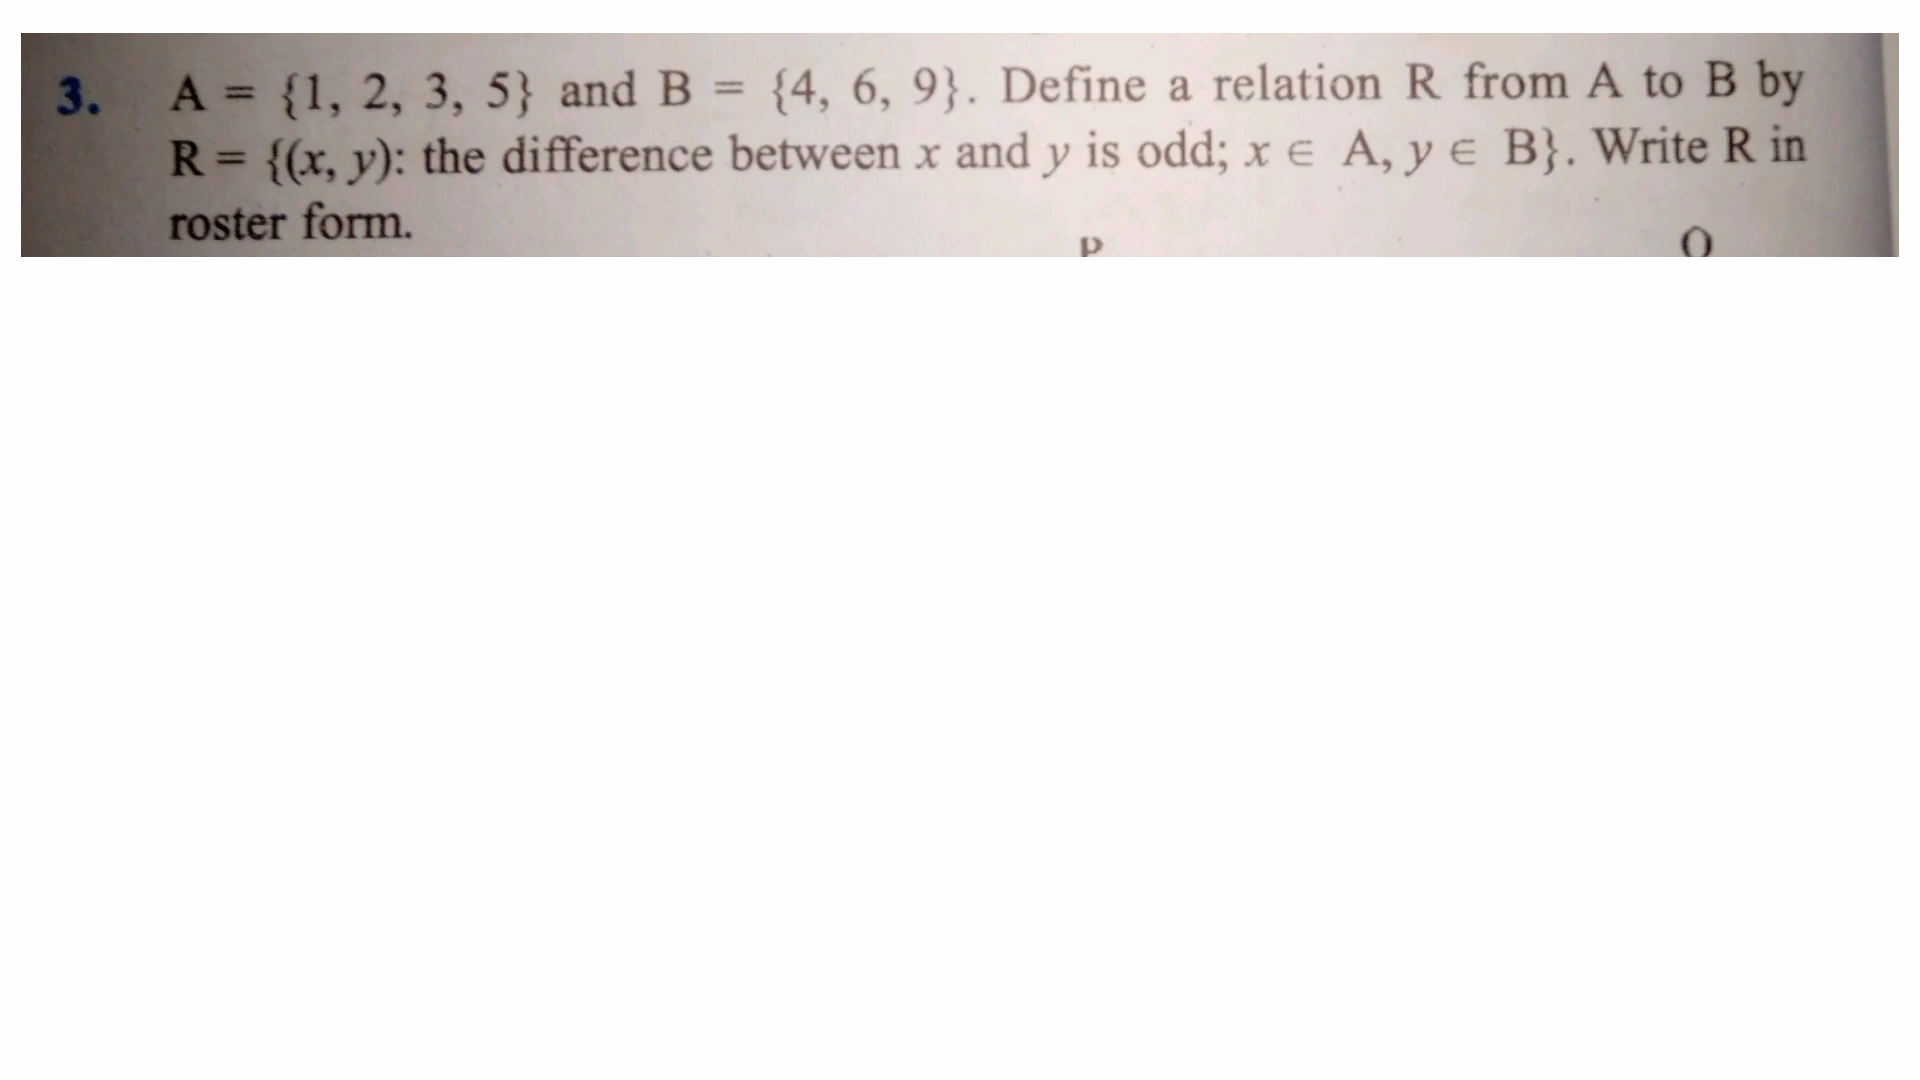 3. A = {1, 2, 3, 5} and B = {4, 6, 9}. Define a relation R from A to B by
R = {(x, y): the difference between x and y is odd; x ∈ A, y ∈ B}. Write R in
roster form.
P